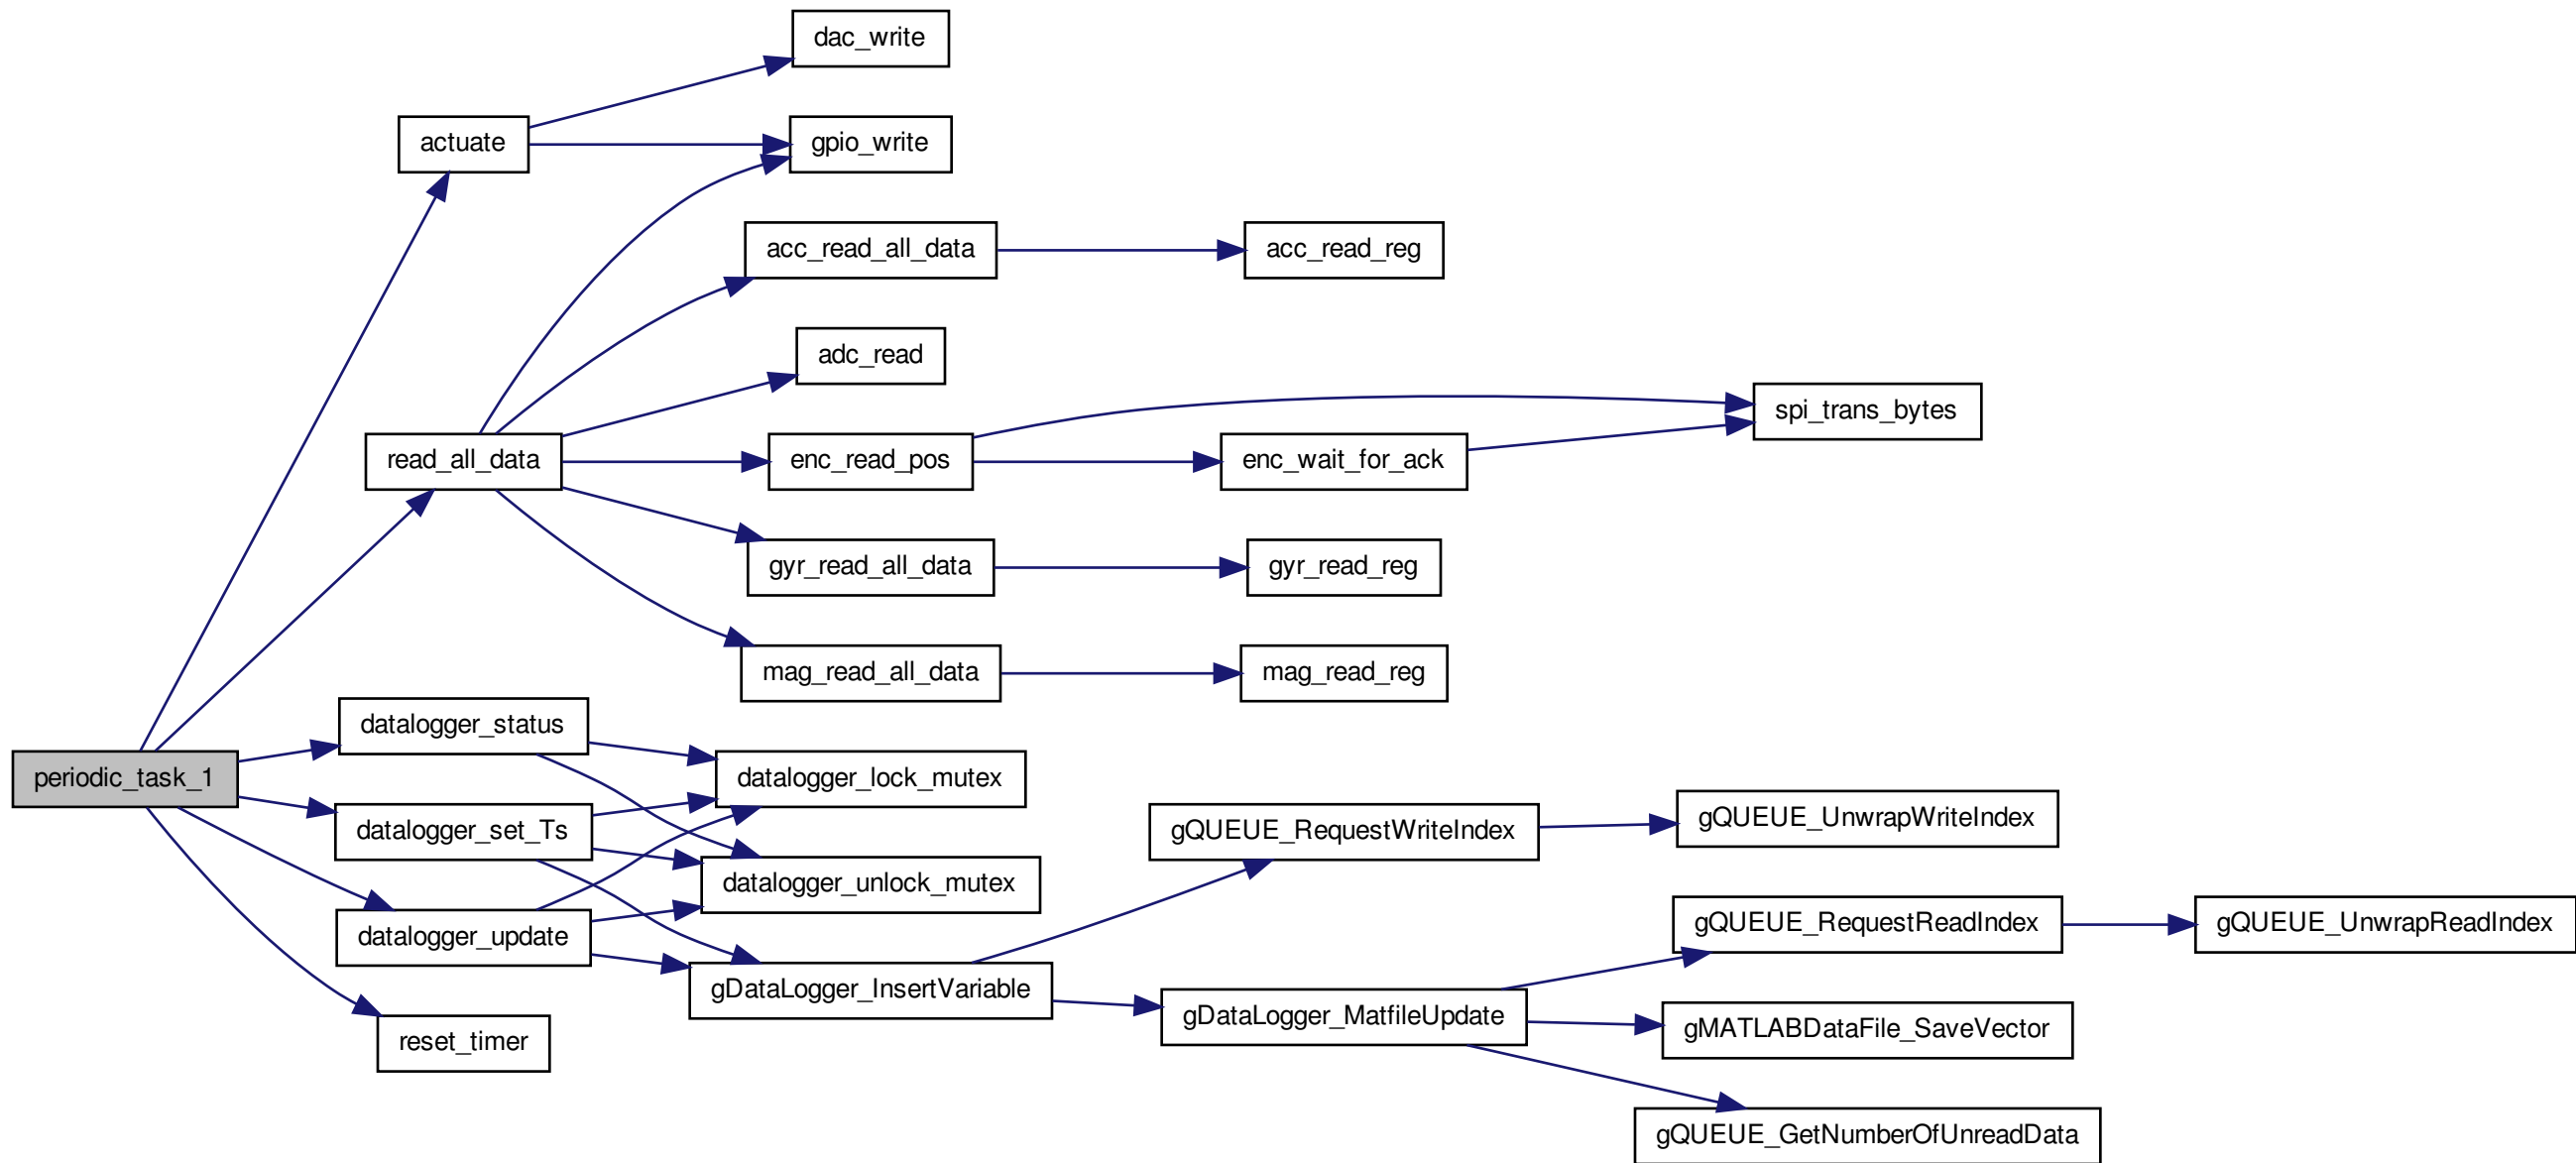 dac_write
actuate
gpio_write
acc_read_all_data
acc_read_reg
adc_read
spi_trans_bytes
read_all_data
enc_read_pos
enc_wait_for_ack
gyr_read_all_data
gyr_read_reg
mag_read_all_data
mag_read_reg
datalogger_status
periodic_task_1
datalogger_lock_mutex
datalogger_set_Ts
gQUEUE_RequestWriteIndex
gQUEUE_UnwrapWriteIndex
datalogger_unlock_mutex
datalogger_update
gQUEUE_RequestReadIndex
gQUEUE_UnwrapReadIndex
gDataLogger_InsertVariable
gDataLogger_MatfileUpdate
gMATLABDataFile_SaveVector
reset_timer
gQUEUE_GetNumberOfUnreadData